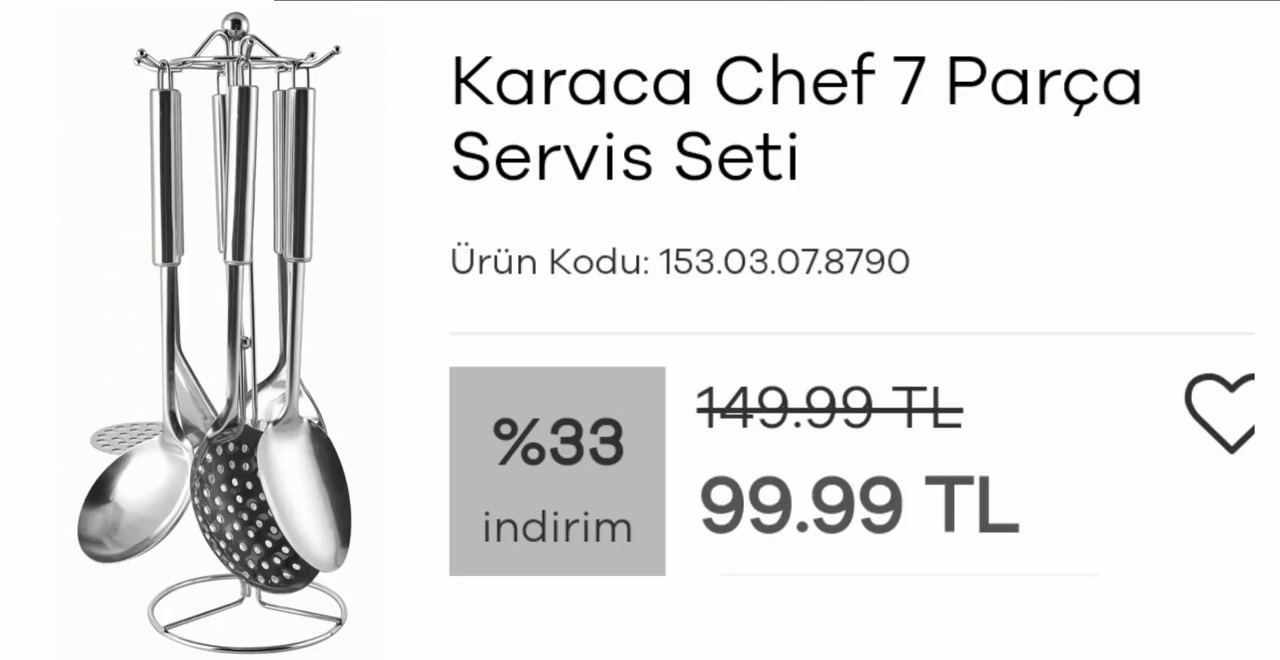 Karaca Chef 7 Parça
Servis Seti
Ürün Kodu: 153.03.07.8790
%33
indirim
149.99 TL
99.99 TL